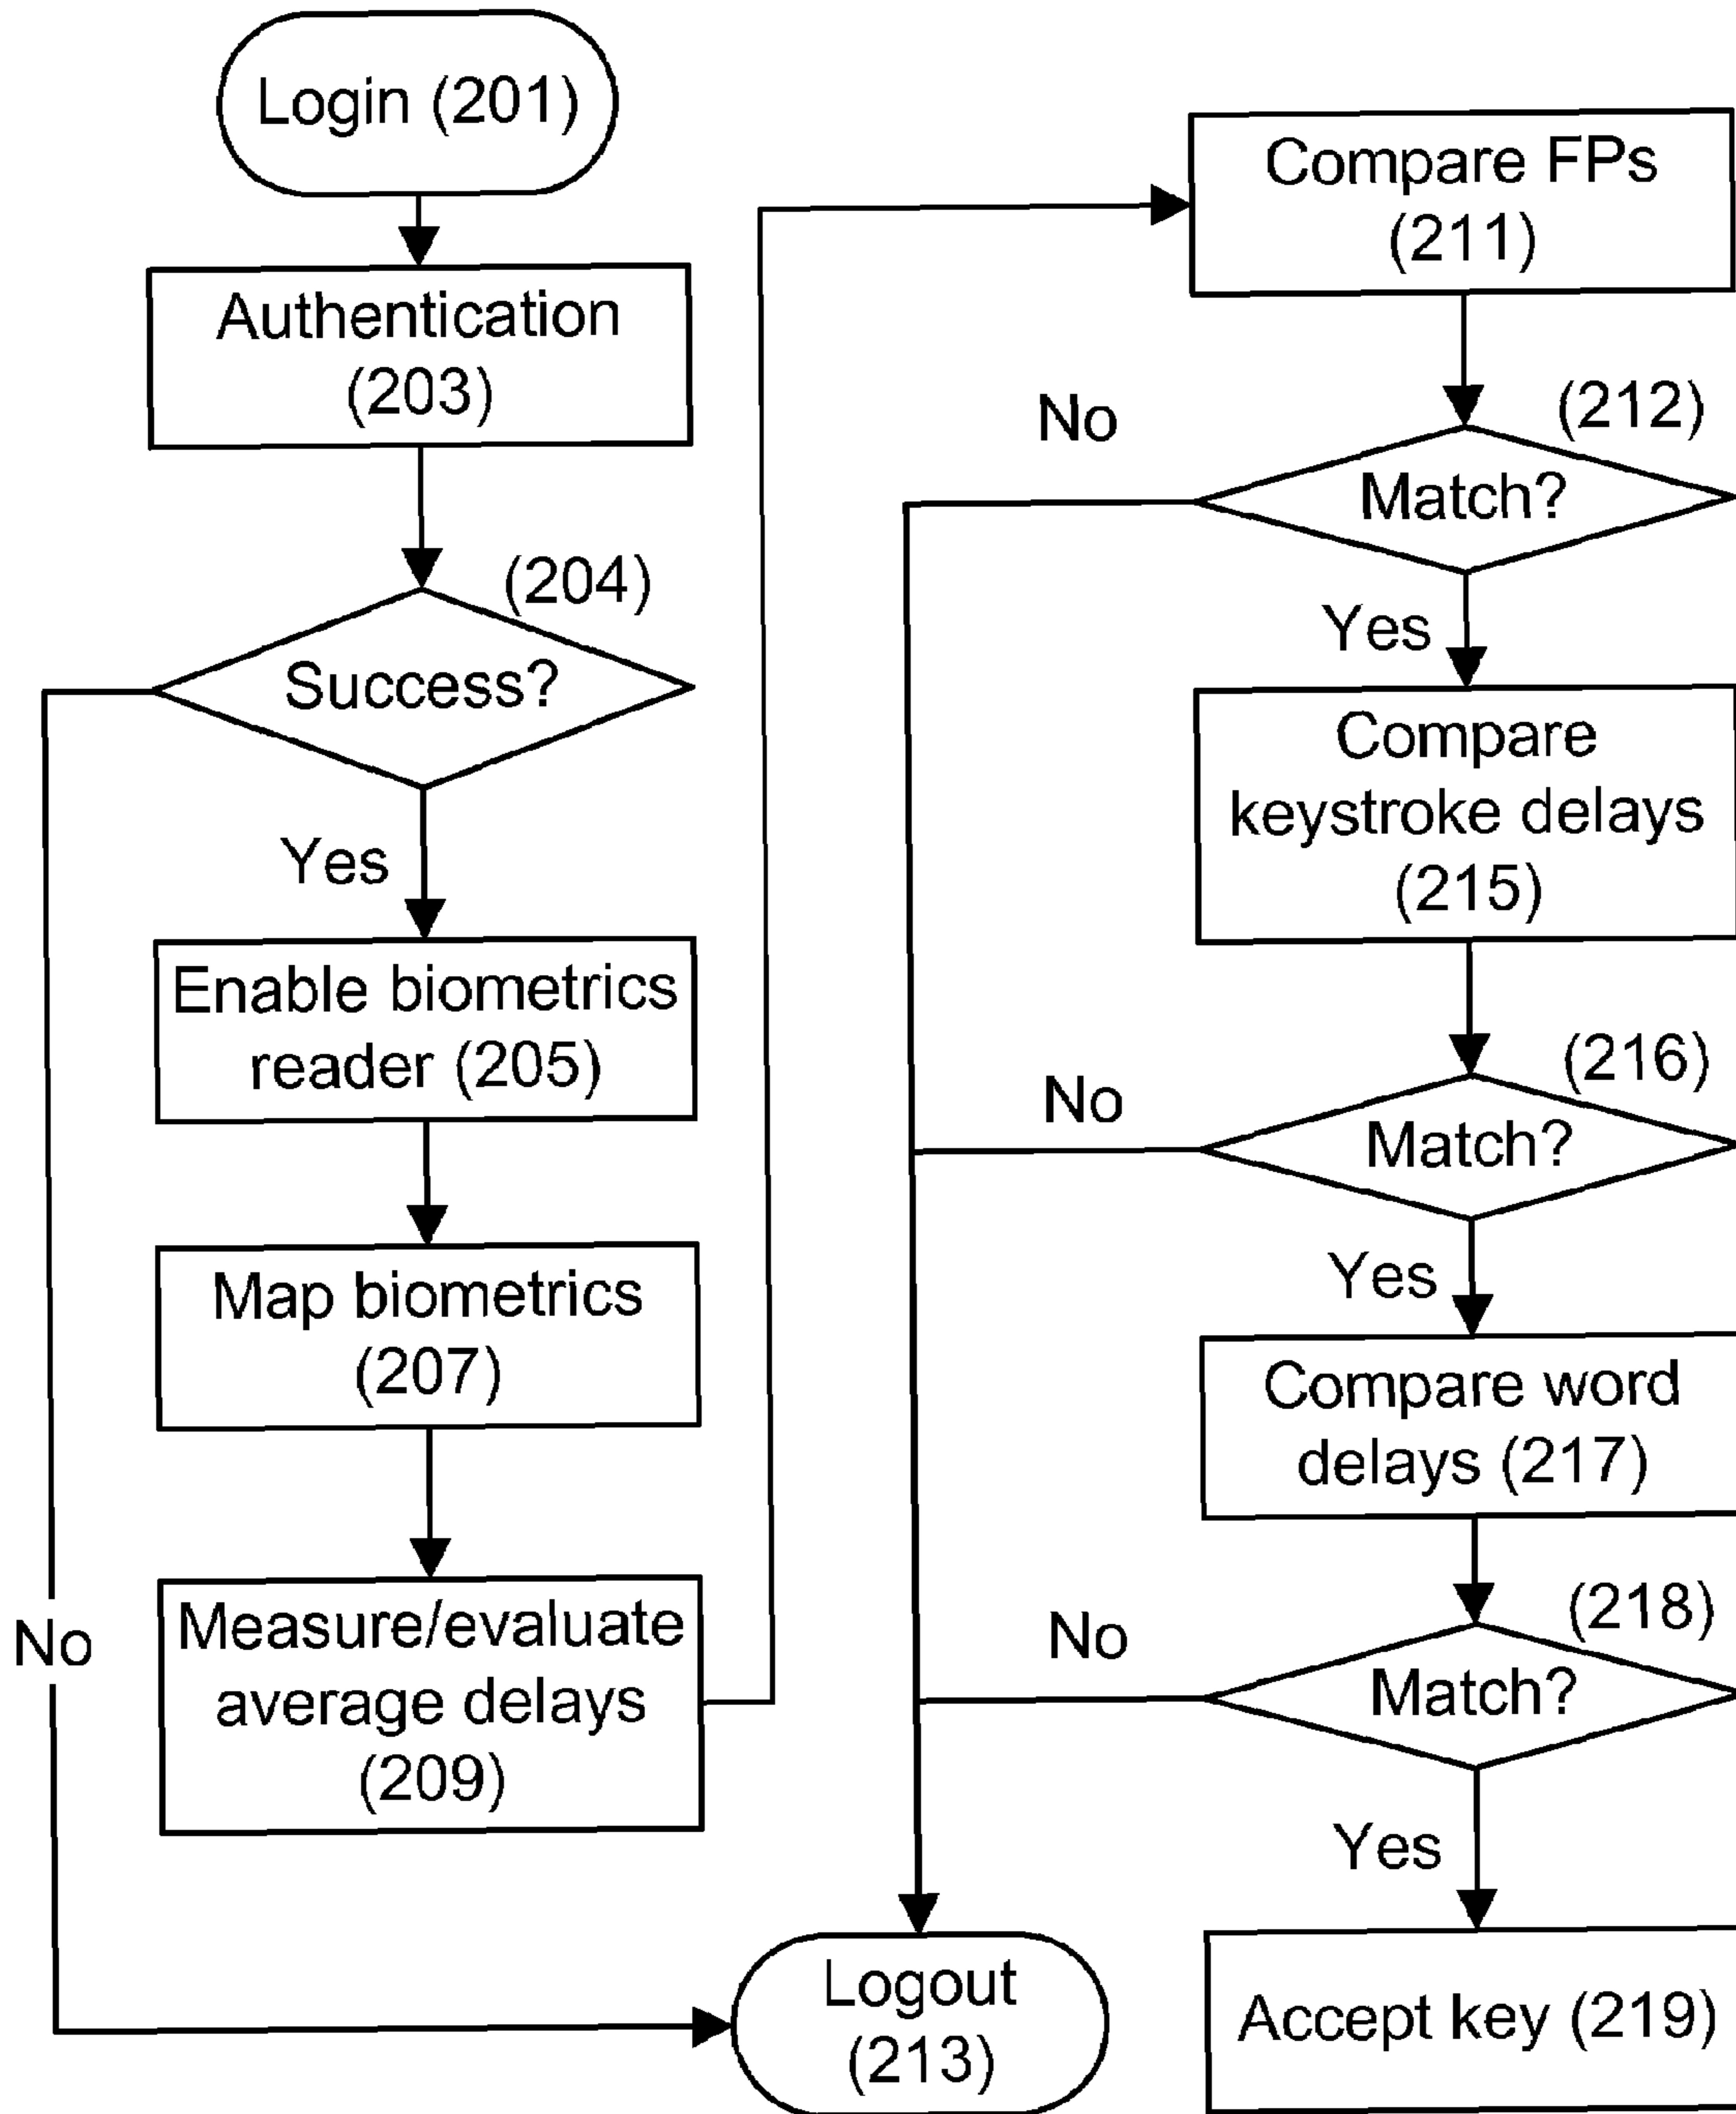 Login (201)
Authentication
(203)
(204)
Success?
Yes
No
Enable biometrics
reader (205)
Map biometrics
(207)
Measure/evaluate
average delays
(209)
Compare FPs
(211)
(212)
Match?
No
Yes
Compare
keystroke delays
(215)
(216)
Match?
No
Yes
Compare word
delays (217)
(218)
Match?
No
Yes
Logout
(213)
Accept key (219)